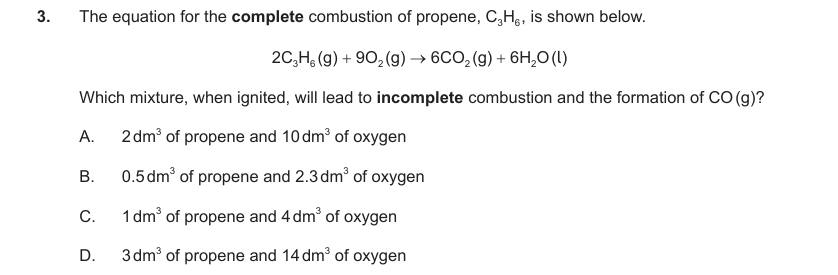 3. The equation for the complete combustion of propene, C₃H₆, is shown below.
2C₃H₆(g) + 9O₂(g) → 6CO₂(g) + 6H₂O(l)
Which mixture, when ignited, will lead to incomplete combustion and the formation of CO(g)?
A. 2dm³ of propene and 10dm³ of oxygen
B. 0.5dm³ of propene and 2.3dm³ of oxygen
C. 1dm³ of propene and 4dm³ of oxygen
D. 3dm³ of propene and 14dm³ of oxygen